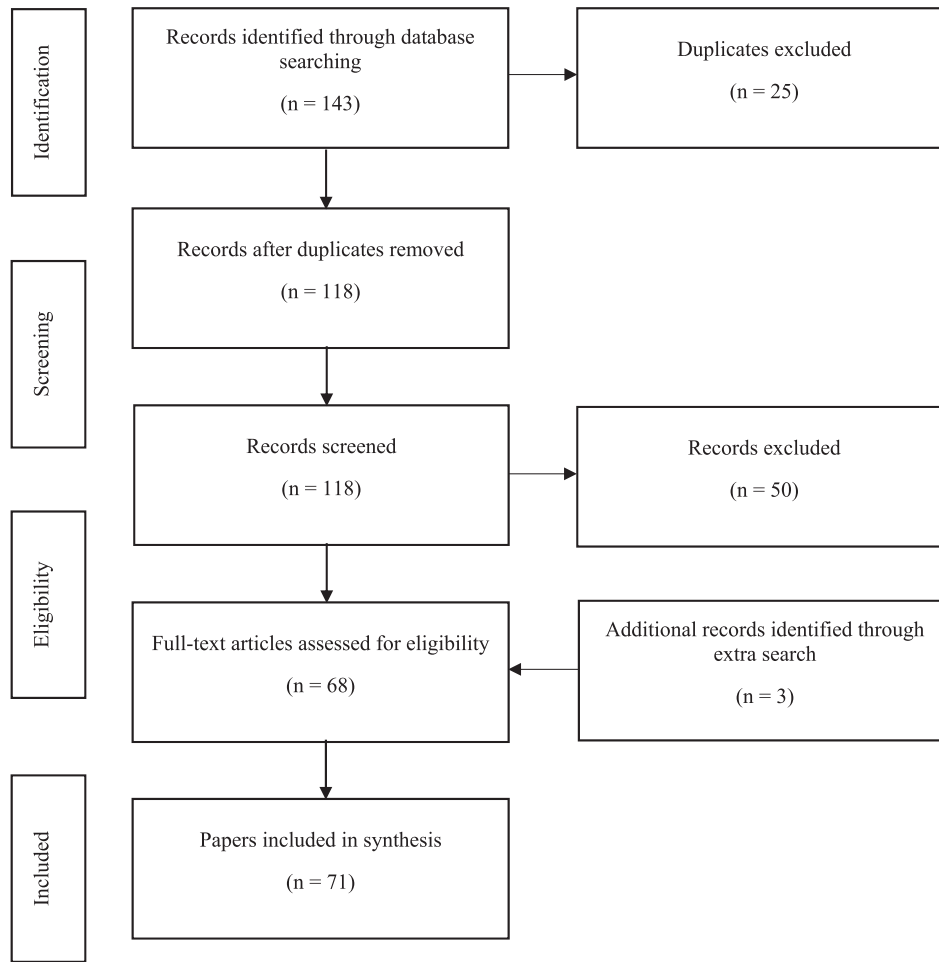 Identification
Records identified through database
searching
(n = 143)
Duplicates excluded
(n = 25)
Screening
Records after duplicates removed
(n = 118)
Records screened
(n = 118)
Records excluded
(n = 50)
Eligibility
Full-text articles assessed for eligibility
(n = 68)
Additional records identified through
extra search
(n = 3)
Included
Papers included in synthesis
(n = 71)